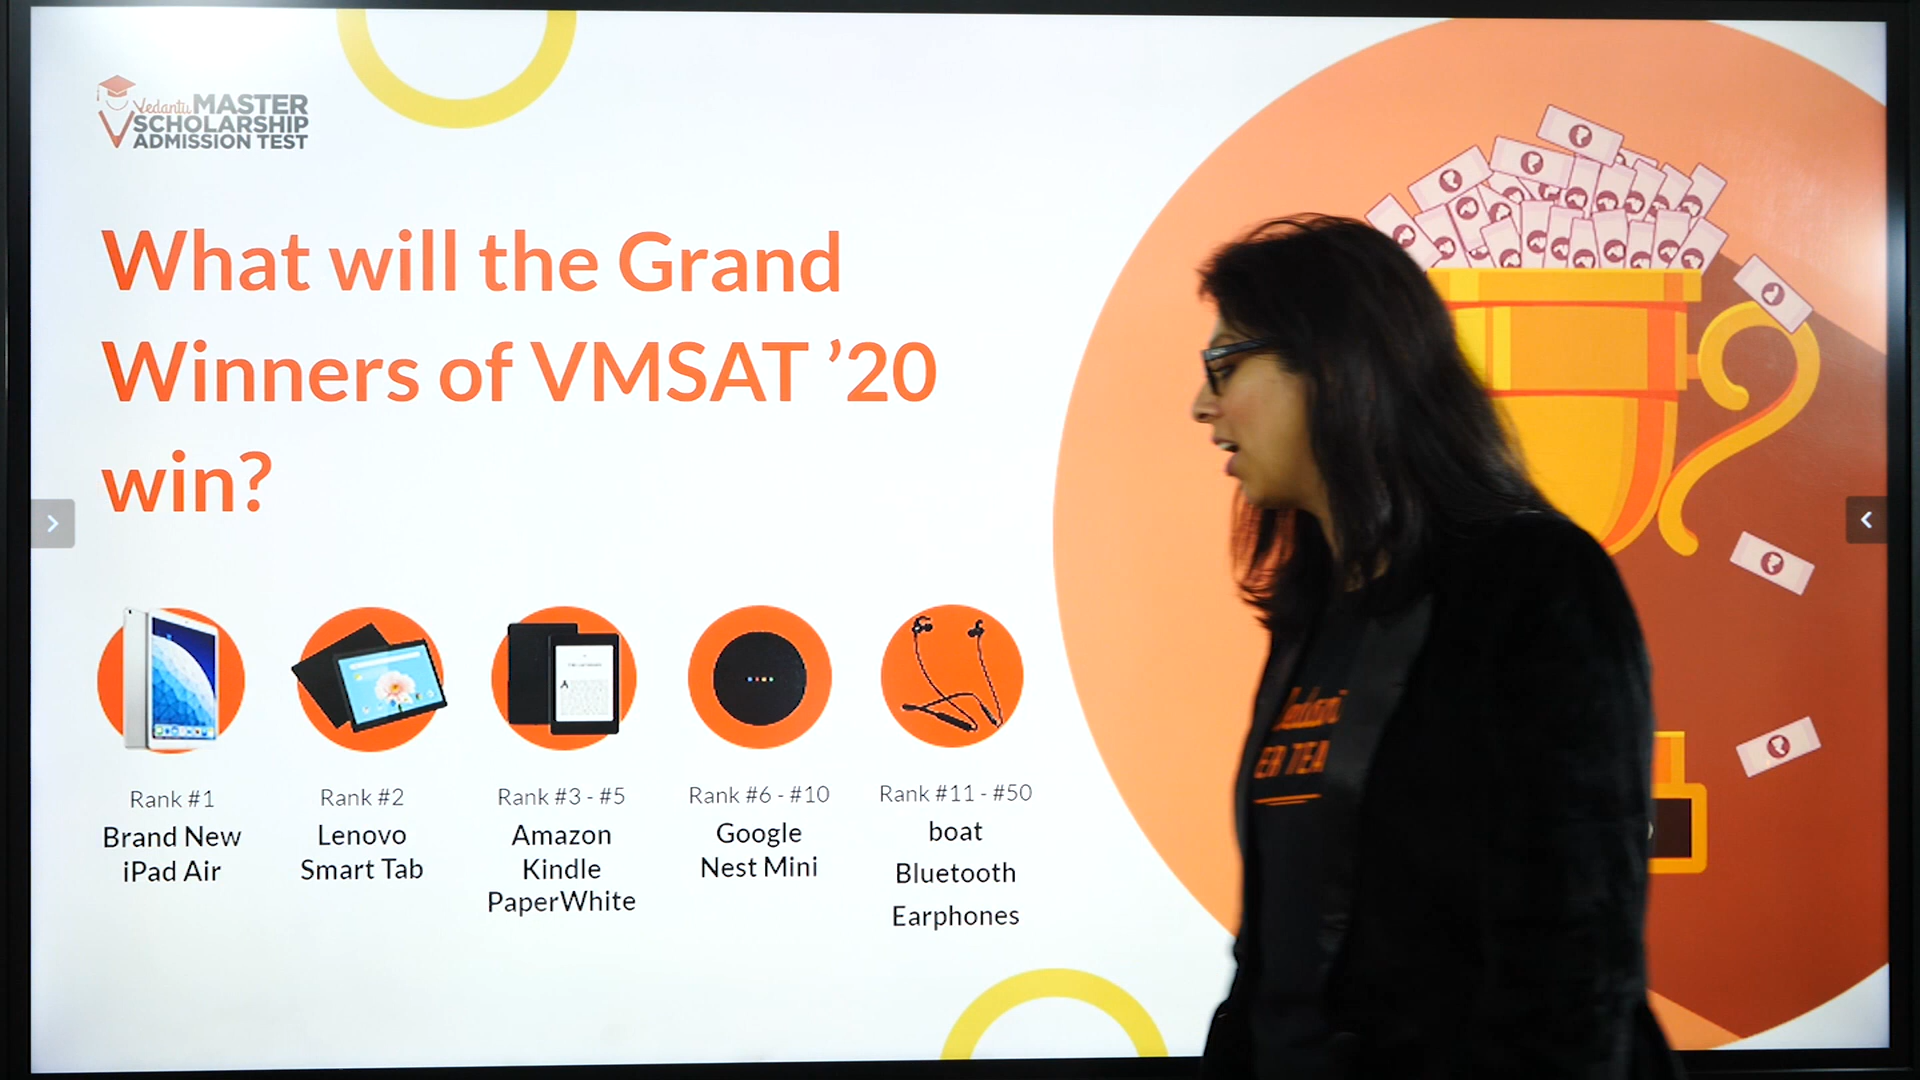 Vedantu MASTER
SCHOLARSHIP
ADMISSION TEST
What will the Grand
Winners of VMSAT ’20
win?
Rank #1
Brand New
iPad Air
Rank #2
Lenovo
Smart Tab
Rank #3 - #5
Amazon
Kindle
PaperWhite
Rank #6 - #10
Google
Nest Mini
Rank #11 - #50
boat
Bluetooth
Earphones